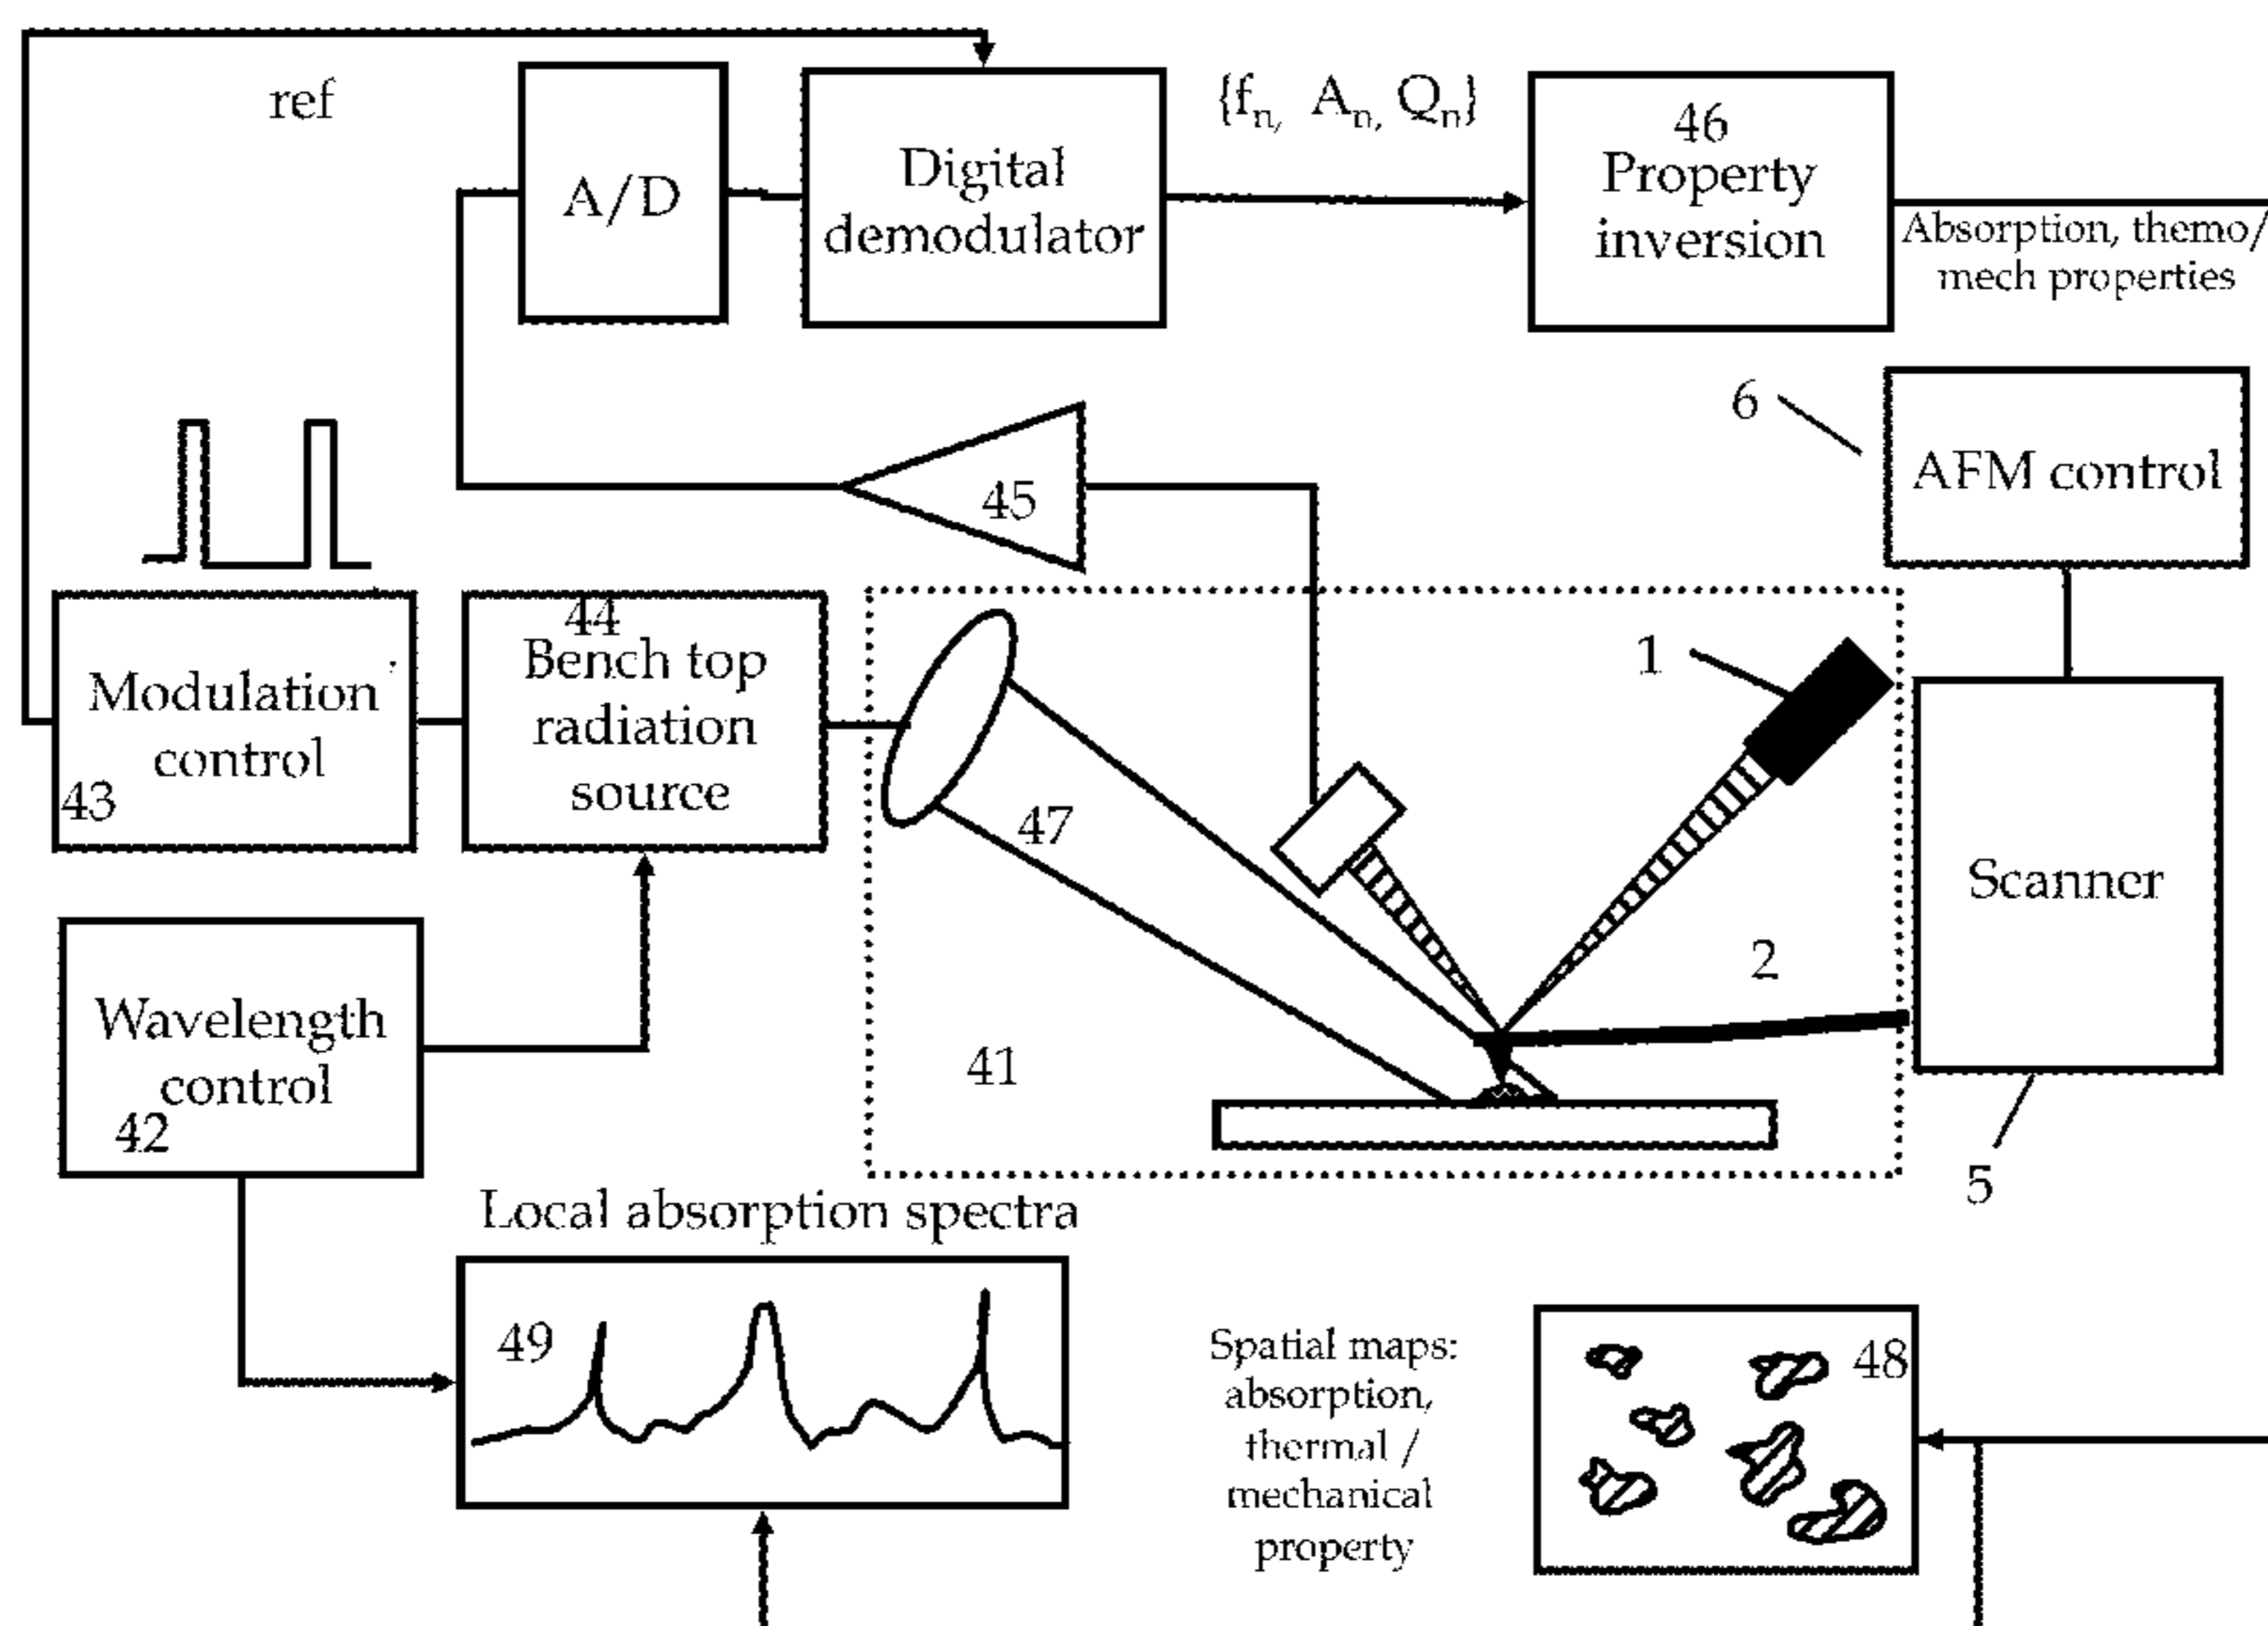 ref
A/D
Digital
demodulator
{fn, An, Qn}
46
Property
inversion
Absorption, themo/
mech properties
6
AFM control
45
43
Modulation
control
44
Bench top
radiation
source
47
1
2
Scanner
5
41
Wavelength
control
42
Local absorption spectra
49
Spatial maps:
absorption,
thermal /
mechanical
property
48